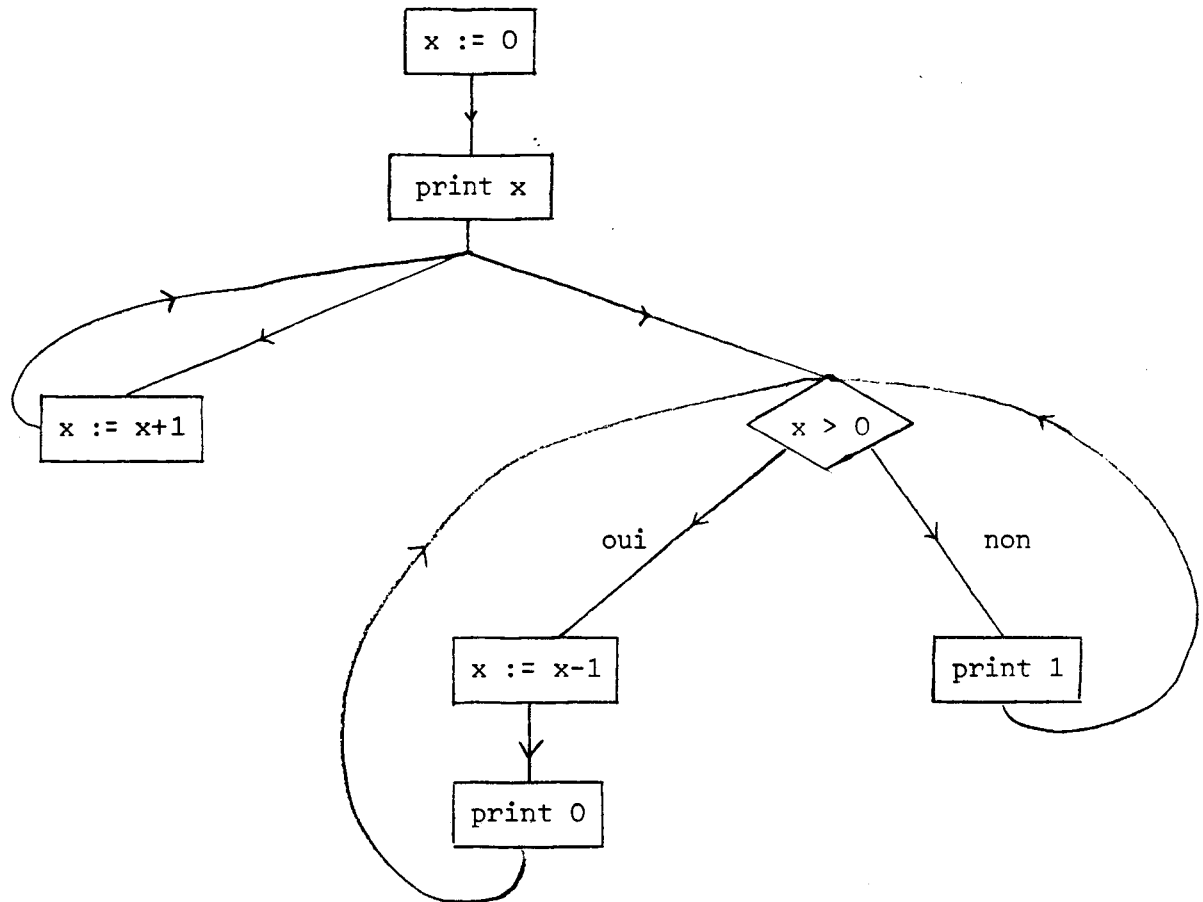 x := 0
print x
x := x+1
x > 0
oui
non
x := x-1
print 1
print 0